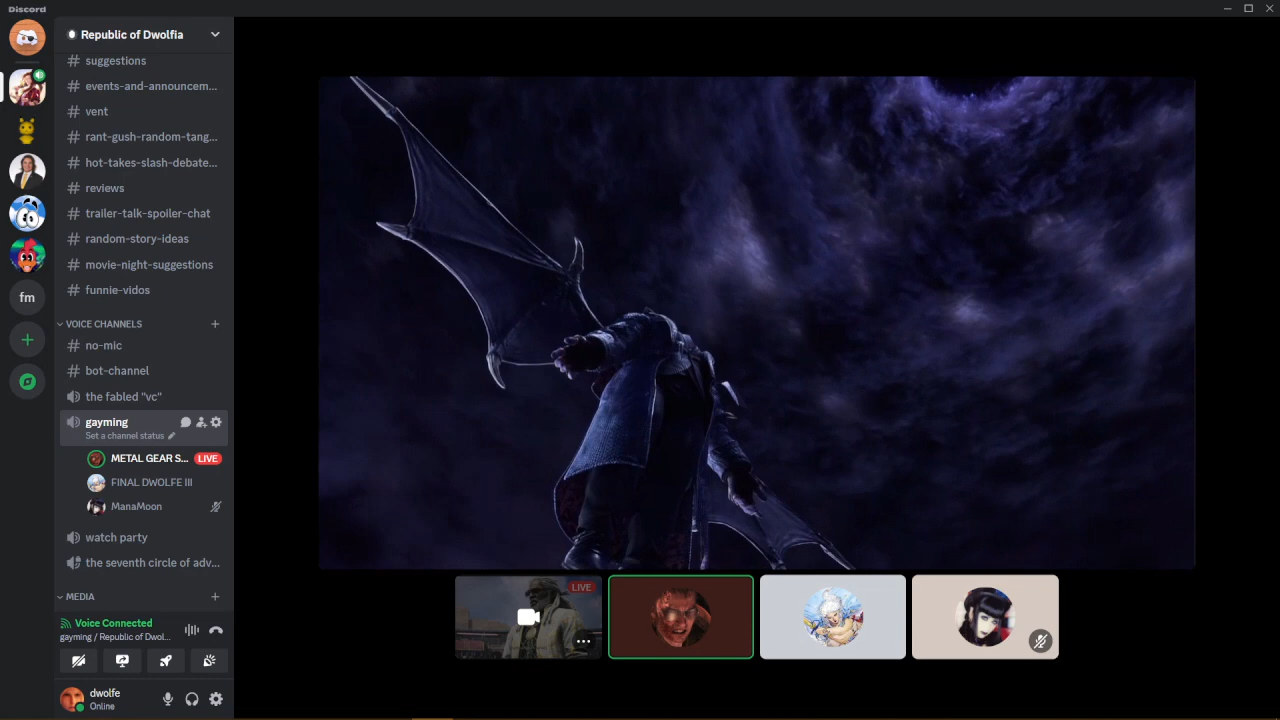 Discord
Republic of Dwolfia
suggestions
events-and-announcem...
vent
rant-gush-random-tang...
hot-takes-slash-debate...
reviews
trailer-talk-spoiler-chat
random-story-ideas
movie-night-suggestions
funnie-vidos
fm
VOICE CHANNELS
no-mic
bot-channel
the fabled "vc"
gayming
Set a channel status
METAL GEAR S... LIVE
FINAL DWOLFE III
ManaMoon
watch party
the seventh circle of adv...
MEDIA
LIVE
Voice Connected
gayming / Republic of Dwol...
dwolfe
Online